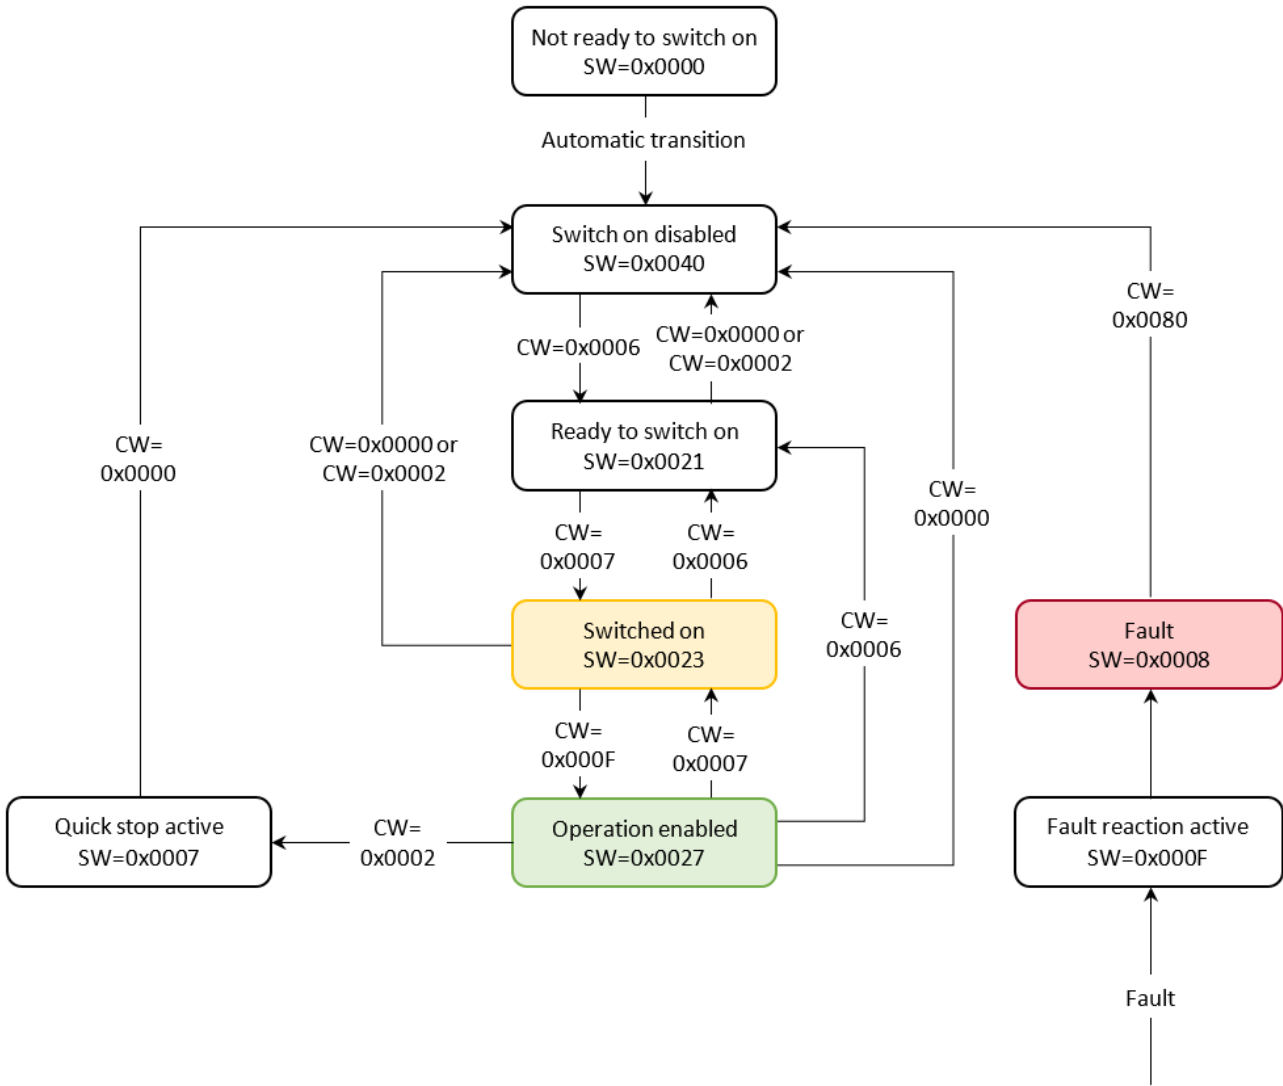 Not ready to switch on
SW=0x0000
Automatic transition
Switch on disabled
SW=0x0040
CW=
0x0080
CW=0x0006
CW=0x0000 or
CW=0x0002
CW=
0x0000
CW=0x0000 or
CW=0x0002
Ready to switch on
SW=0x0021
CW=
0x0000
CW=
0x0007
CW=
0x0006
Switched on
SW=0x0023
CW=
0x0006
Fault
SW=0x0008
CW=
0x000F
CW=
0x0007
Quick stop active
SW=0x0007
CW=
0x0002
Operation enabled
SW=0x0027
Fault reaction active
SW=0x000F
Fault